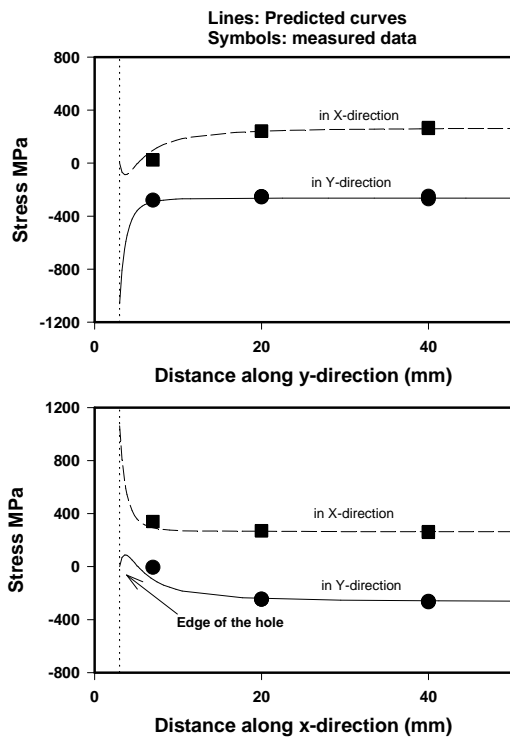 Lines: Predicted curves
Symbols: measured data
800
400
0
-400
-800
-1200
Stress MPa
in X-direction
in Y-direction
0
20
40
Distance along y-direction (mm)
1200
800
400
0
-400
-800
Stress MPa
in X-direction
in Y-direction
Edge of the hole
0
20
40
Distance along x-direction (mm)